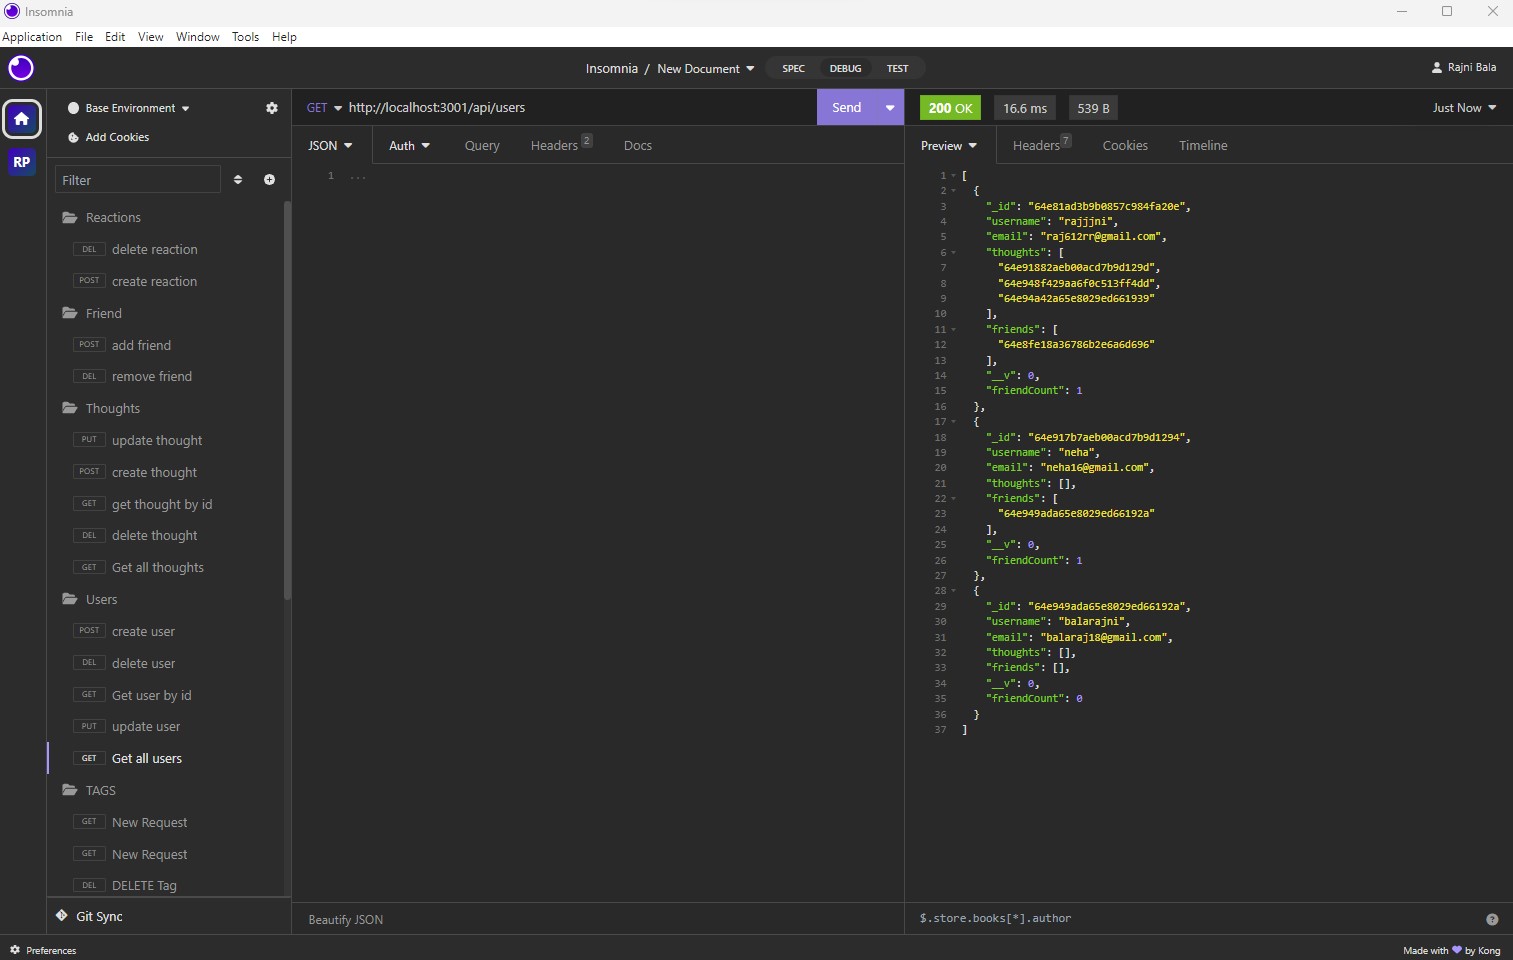 Insomnia
Application File Edit View Window Tools Help
Insomnia / New Document SPEC DEBUG TEST
Rajni Bala
RP
Base Environment
Add Cookies
Filter
Reactions
DEL delete reaction
POST create reaction
Friend
POST add friend
DEL remove friend
Thoughts
PUT update thought
POST create thought
GET get thought by id
DEL delete thought
GET Get all thoughts
Users
POST create user
DEL delete user
GET Get user by id
PUT update user
GET Get all users
TAGS
GET New Request
GET New Request
DEL DELETE Tag
Git Sync
GET http://localhost:3001/api/users Send
JSON Auth Query Headers 2 Docs
1 ...
Beautify JSON
200 OK 16.6 ms 539 B Just Now
Preview Headers 7 Cookies Timeline
1 [
2 {
3 "_id": "64e81ad3b9b0857c984fa20e",
4 "username": "rajjjni",
5 "email": "raj612rr@gmail.com",
6 "thoughts": [
7 "64e91882aeb00acd7b9d129d",
8 "64e948f429aa6f0c513ff4dd",
9 "64e94a42a65e8029ed661939"
10 ],
11 "friends": [
12 "64e8fe18a36786b2e6a6d696"
13 ],
14 "__v": 0,
15 "friendCount": 1
16 },
17 {
18 "_id": "64e917b7aeb00acd7b9d1294",
19 "username": "neha",
20 "email": "neha16@gmail.com",
21 "thoughts": [],
22 "friends": [
23 "64e949ada65e8029ed66192a"
24 ],
25 "__v": 0,
26 "friendCount": 1
27 },
28 {
29 "_id": "64e949ada65e8029ed66192a",
30 "username": "balarajni",
31 "email": "balaraj18@gmail.com",
32 "thoughts": [],
33 "friends": [],
34 "__v": 0,
35 "friendCount": 0
36 }
37 ]
$.store.books[*].author
Preferences
Made with 💜 by Kong